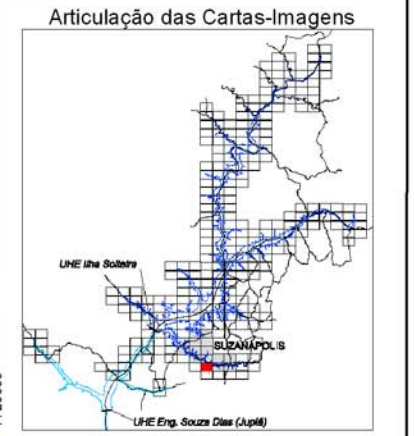 Articulação das Cartas-Imagens
UHE Ilha Solteira
SUZANÁPOLIS
UHE Eng. Souza Dias (Jupiá)